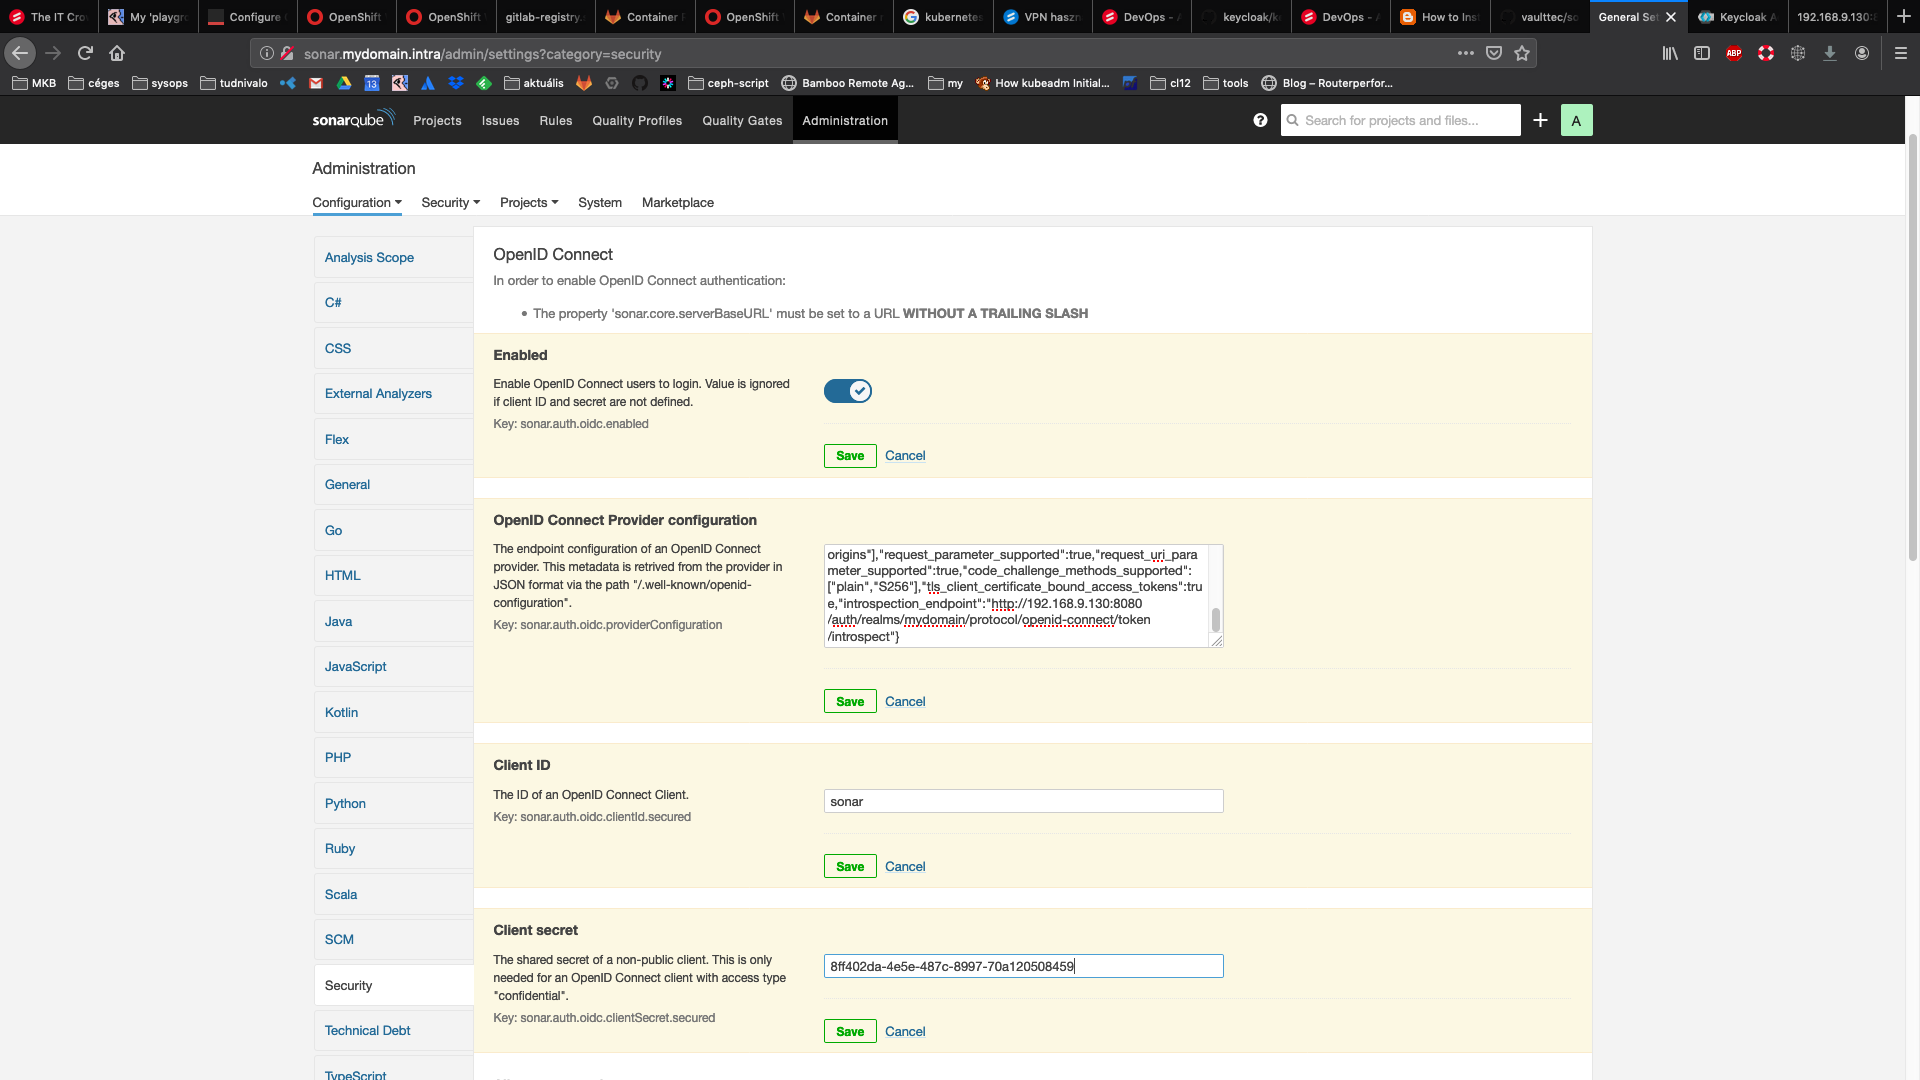 The IT Cro
My 'playgr
Configure
OpenShift
OpenShift
gitlab-registry.
Container
OpenShift
Container
kubernetes
VPN haszn
DevOps - A
keycloak/k
DevOps - A
How to Ins
vaulttec/so
General Set
Keycloak A
192.168.9.130:8
sonar.mydomain.intra/admin/settings?category=security
MKB
céges
sysops
tudnivalo
13
aktuális
ceph-script
Bamboo Remote Ag...
my
How kubeadm Initial...
cl12
tools
Blog – Routerperfor...
ABP
sonarqube
Projects
Issues
Rules
Quality Profiles
Quality Gates
Administration
Search for projects and files...
A
Administration
Configuration
Security
Projects
System
Marketplace
Analysis Scope
C#
CSS
External Analyzers
Flex
General
Go
HTML
Java
JavaScript
Kotlin
PHP
Python
Ruby
Scala
SCM
Security
Technical Debt
TypeScript
OpenID Connect
In order to enable OpenID Connect authentication:
• The property 'sonar.core.serverBaseURL' must be set to a URL WITHOUT A TRAILING SLASH
Enabled
Enable OpenID Connect users to login. Value is ignored
if client ID and secret are not defined.
Key: sonar.auth.oidc.enabled
Save Cancel
OpenID Connect Provider configuration
The endpoint configuration of an OpenID Connect
provider. This metadata is retrived from the provider in
JSON format via the path "/.well-known/openid-
configuration".
Key: sonar.auth.oidc.providerConfiguration
origins"],"request_parameter_supported":true,"request_uri_para
meter_supported":true,"code_challenge_methods_supported":
["plain","S256"],"tls_client_certificate_bound_access_tokens":tru
e,"introspection_endpoint":"http://192.168.9.130:8080
/auth/realms/mydomain/protocol/openid-connect/token
/introspect"}
Save Cancel
Client ID
The ID of an OpenID Connect Client.
Key: sonar.auth.oidc.clientId.secured
sonar
Save Cancel
Client secret
The shared secret of a non-public client. This is only
needed for an OpenID Connect client with access type
"confidential".
Key: sonar.auth.oidc.clientSecret.secured
8ff402da-4e5e-487c-8997-70a120508459
Save Cancel